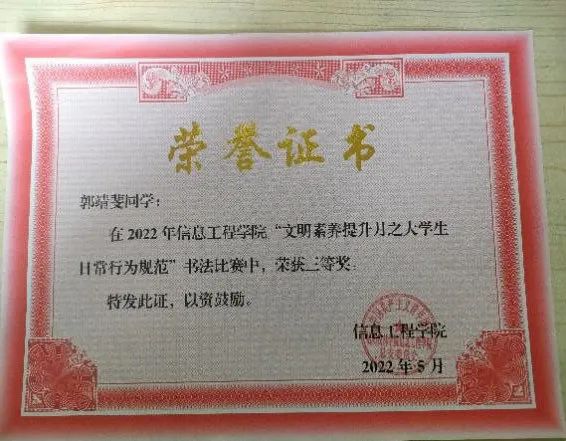 荣誉证书
郭靖斐同学：
在2022年信息工程学院“文明素养提升月之大学生
日常行为规范”书法比赛中，荣获三等奖。
特发此证，以资鼓励。
信息工程学院
2022年5月